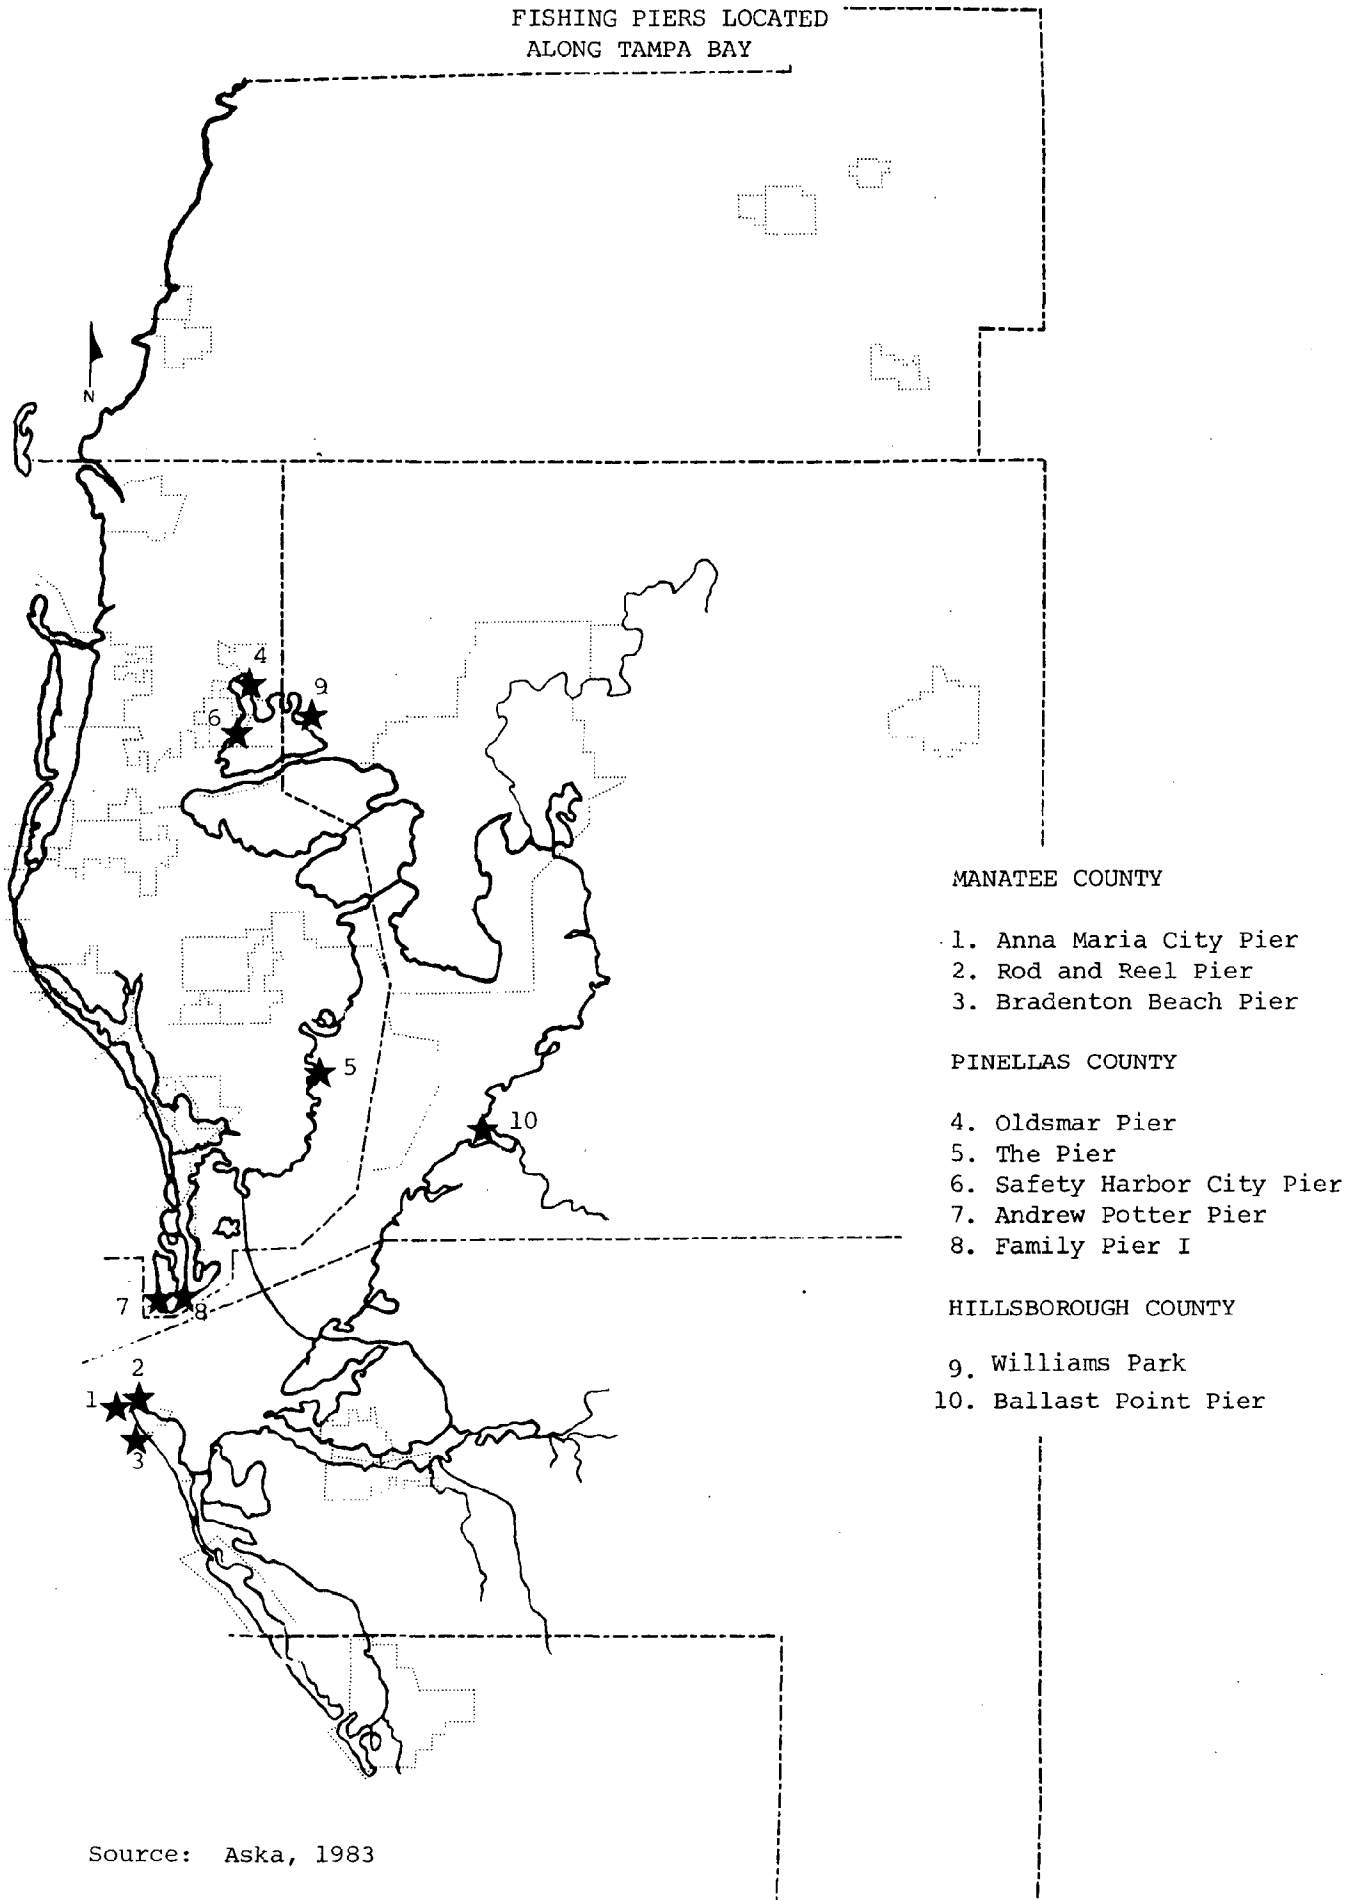 FISHING PIERS LOCATED
ALONG TAMPA BAY
N
4
9
6
5
10
7
8
2
1
3
MANATEE COUNTY
1. Anna Maria City Pier
2. Rod and Reel Pier
3. Bradenton Beach Pier
PINELLAS COUNTY
4. Oldsmar Pier
5. The Pier
6. Safety Harbor City Pier
7. Andrew Potter Pier
8. Family Pier I
HILLSBOROUGH COUNTY
9. Williams Park
10. Ballast Point Pier
Source: Aska, 1983